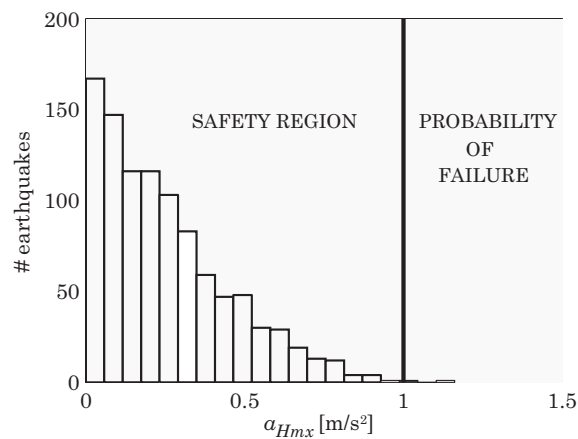 200
150
100
50
0
# earthquakes
SAFETY REGION
PROBABILITY
OF
FAILURE
0 0.5 1 1.5
a_Hmx [m/s²]